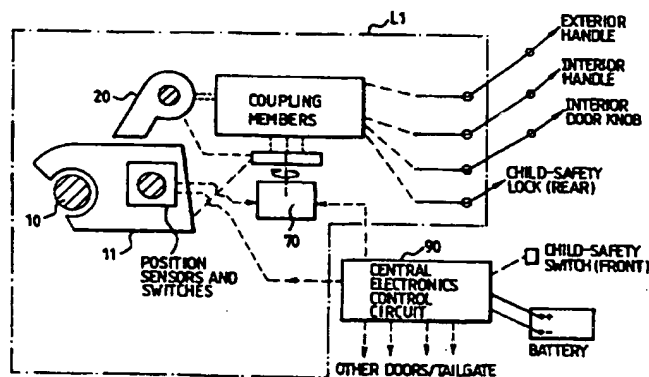 L1
EXTERIOR
HANDLE
INTERIOR
HANDLE
INTERIOR
DOOR KNOB
CHILD-SAFETY
LOCK (REAR)
20
COUPLING
MEMBERS
10
11
70
POSITION
SENSORS AND
SWITCHES
90
CENTRAL
ELECTRONICS
CONTROL
CIRCUIT
CHILD-SAFETY
SWITCH (FRONT)
+
-
BATTERY
OTHER DOORS/TAILGATE